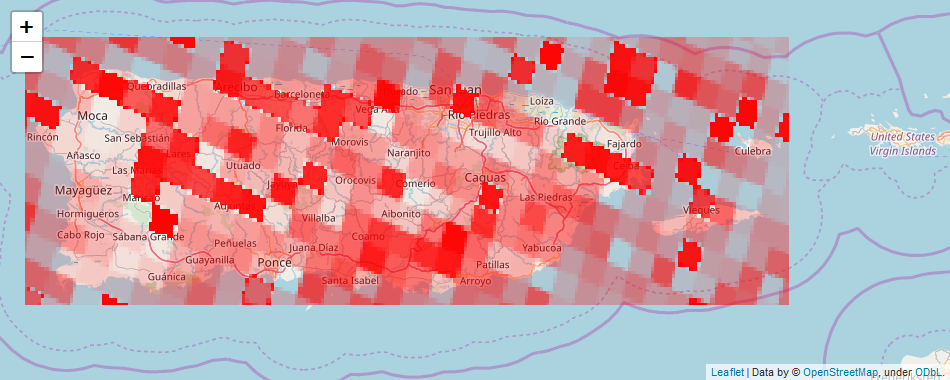 +
−
Quebradillas
Arecibo
Barceloneta
San Juan
Moca
Vega Al
Loíza
Río Piedras
Río Grande
Rincón
San Sebastián
Florida
Trujillo Alto
Morovis
Fajardo
United States
Virgin Islands
Añasco
Lares
Naranjito
Culebra
Las Marías
Utuado
Ceiba
Mayagüez
Jayuya
Orocovis
Comerío
Caguas
Maricao
Las Piedras
Hormigueros
Adjuntas
Villalba
Aibonito
Vieques
Cabo Rojo
Sábana Grande
Peñuelas
Coamo
Juana Díaz
Yabucoa
Guayanilla
Ponce
Patillas
Guánica
Santa Isabel
Arroyo
Leaflet | Data by © OpenStreetMap, under ODbL.